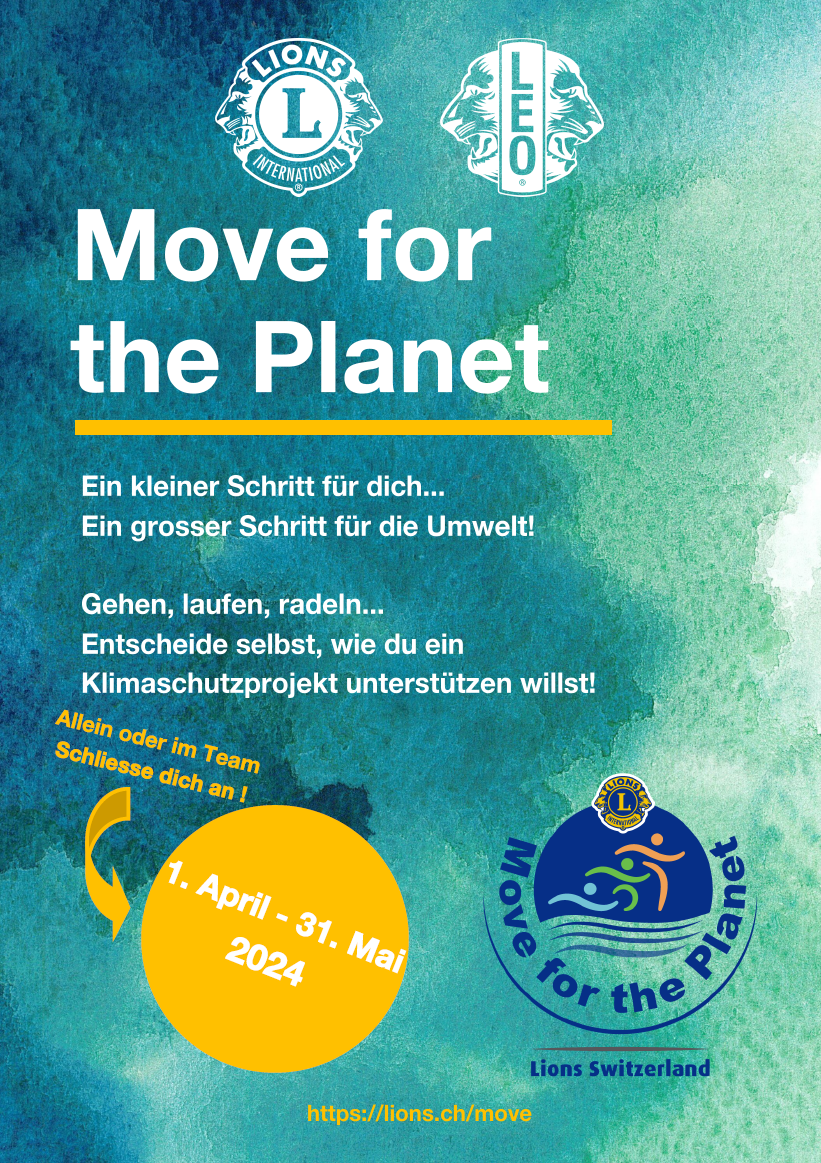 LIONS
L
INTERNATIONAL
®
LEO
®
Move for
the Planet
Ein kleiner Schritt für dich...
Ein grosser Schritt für die Umwelt!
Gehen, laufen, radeln...
Entscheide selbst, wie du ein
Klimaschutzprojekt unterstützen willst!
Allein oder im Team
Schliesse dich an !
1. April - 31. Mai
2024
LIONS
L
INTERNATIONAL
Move for the Planet
Lions Switzerland
https://lions.ch/move